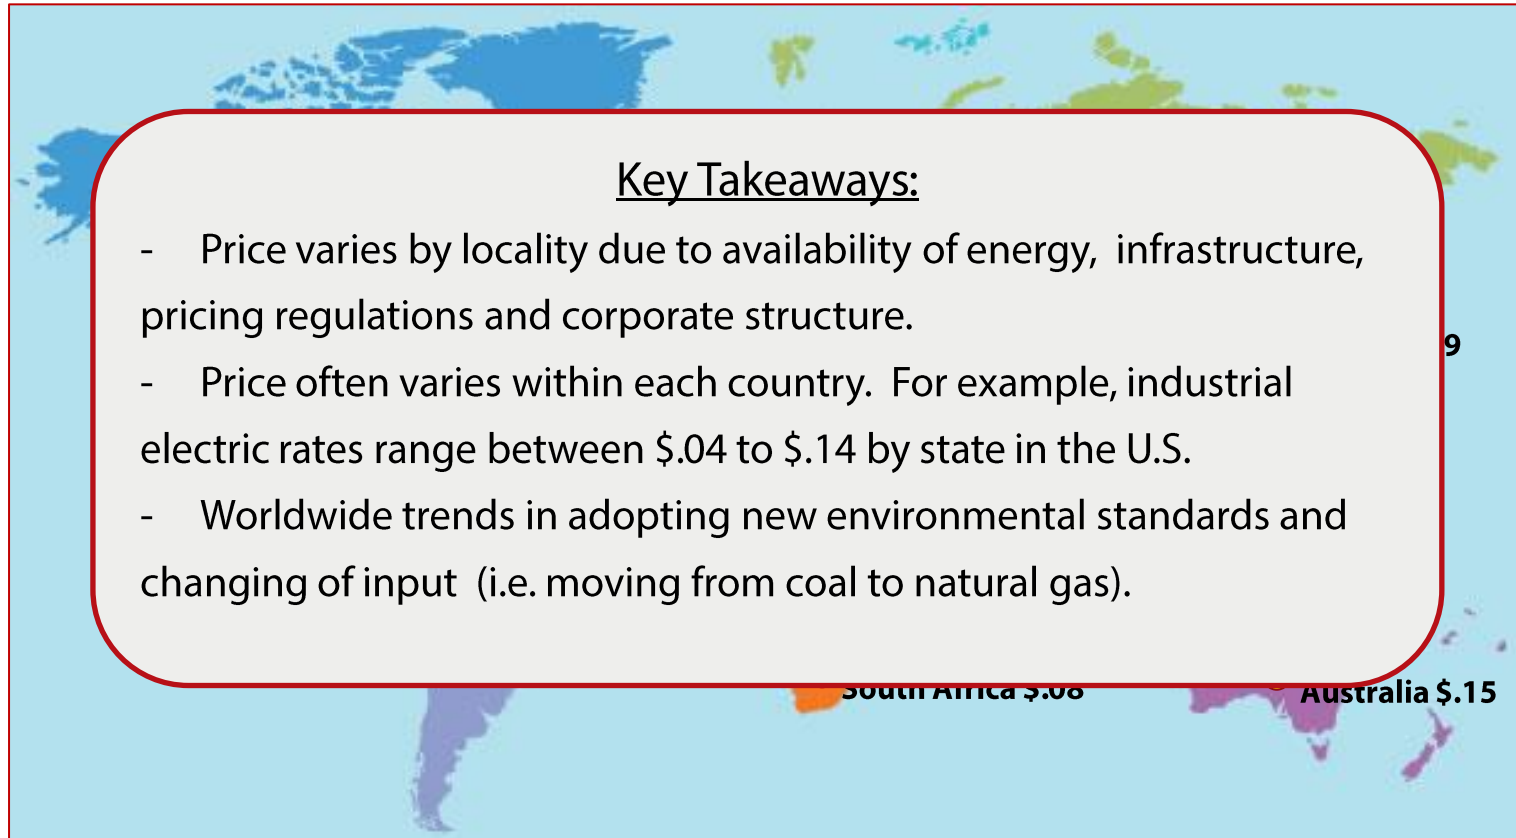 Key Takeaways:
- Price varies by locality due to availability of energy, infrastructure,
pricing regulations and corporate structure.
9
- Price often varies within each country. For example, industrial
electric rates range between $.04 to $.14 by state in the U.S.
- Worldwide trends in adopting new environmental standards and
changing of input (i.e. moving from coal to natural gas).
South Africa $.08
Australia $.15